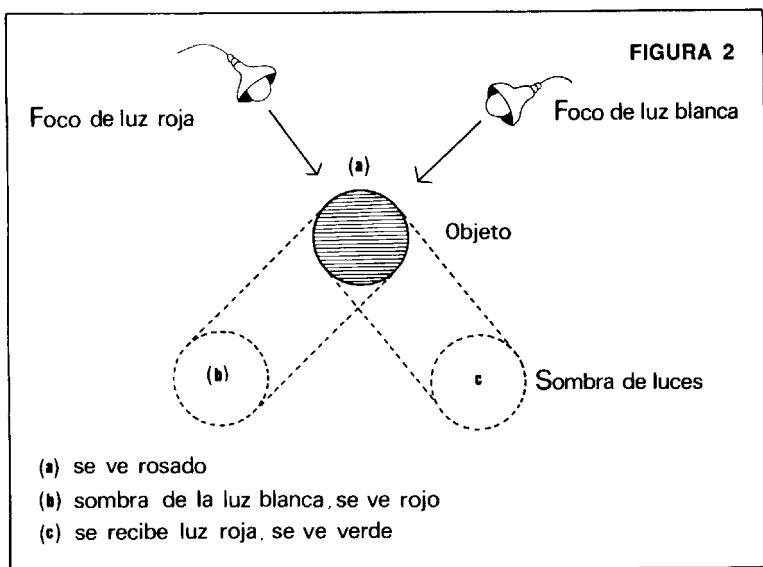 FIGURA 2
Foco de luz roja
Foco de luz blanca
(a)
Objeto
(b)
c
Sombra de luces
(a) se ve rosado
(b) sombra de la luz blanca, se ve rojo
(c) se recibe luz roja, se ve verde